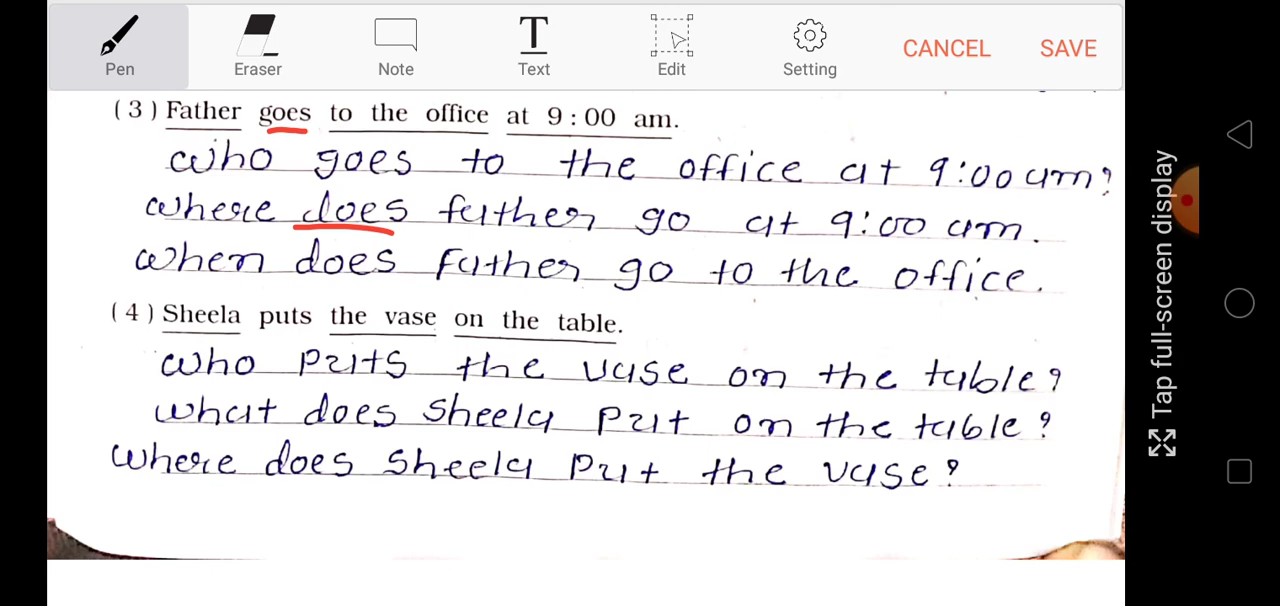 Pen
Eraser
Note
Text
Edit
Setting
CANCEL
SAVE
( 3 ) Father goes to the office at 9 : 00 am.
who goes to the office at 9:00 am?
where does father go at 9:00 am.
when does Father go to the office.
( 4 ) Sheela puts the vase on the table.
who puts the vase on the table?
what does Sheela put on the table?
where does Sheela put the vase?
Tap full-screen display